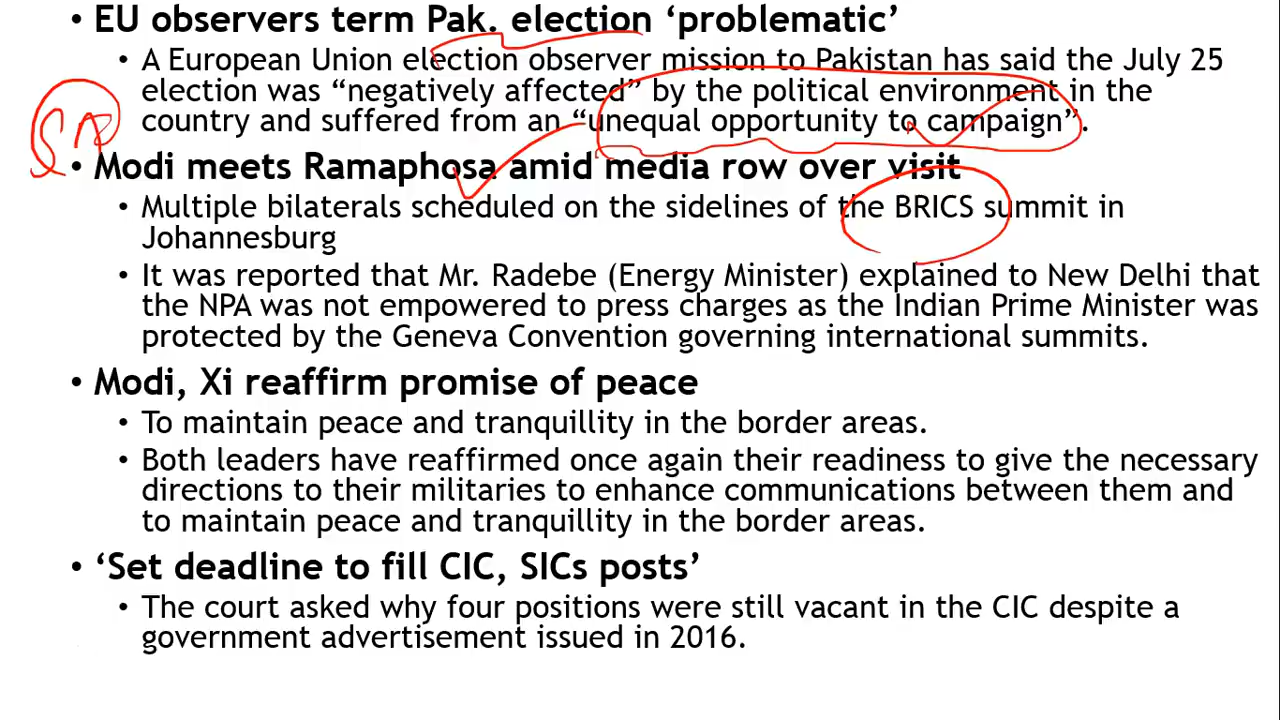 • EU observers term Pak. election ‘problematic’
• A European Union election observer mission to Pakistan has said the July 25
election was “negatively affected” by the political environment in the
country and suffered from an “unequal opportunity to campaign”.
SA
• Modi meets Ramaphosa amid media row over visit
• Multiple bilaterals scheduled on the sidelines of the BRICS summit in
Johannesburg
• It was reported that Mr. Radebe (Energy Minister) explained to New Delhi that
the NPA was not empowered to press charges as the Indian Prime Minister was
protected by the Geneva Convention governing international summits.
• Modi, Xi reaffirm promise of peace
• To maintain peace and tranquillity in the border areas.
• Both leaders have reaffirmed once again their readiness to give the necessary
directions to their militaries to enhance communications between them and
to maintain peace and tranquillity in the border areas.
• ‘Set deadline to fill CIC, SICs posts’
• The court asked why four positions were still vacant in the CIC despite a
government advertisement issued in 2016.